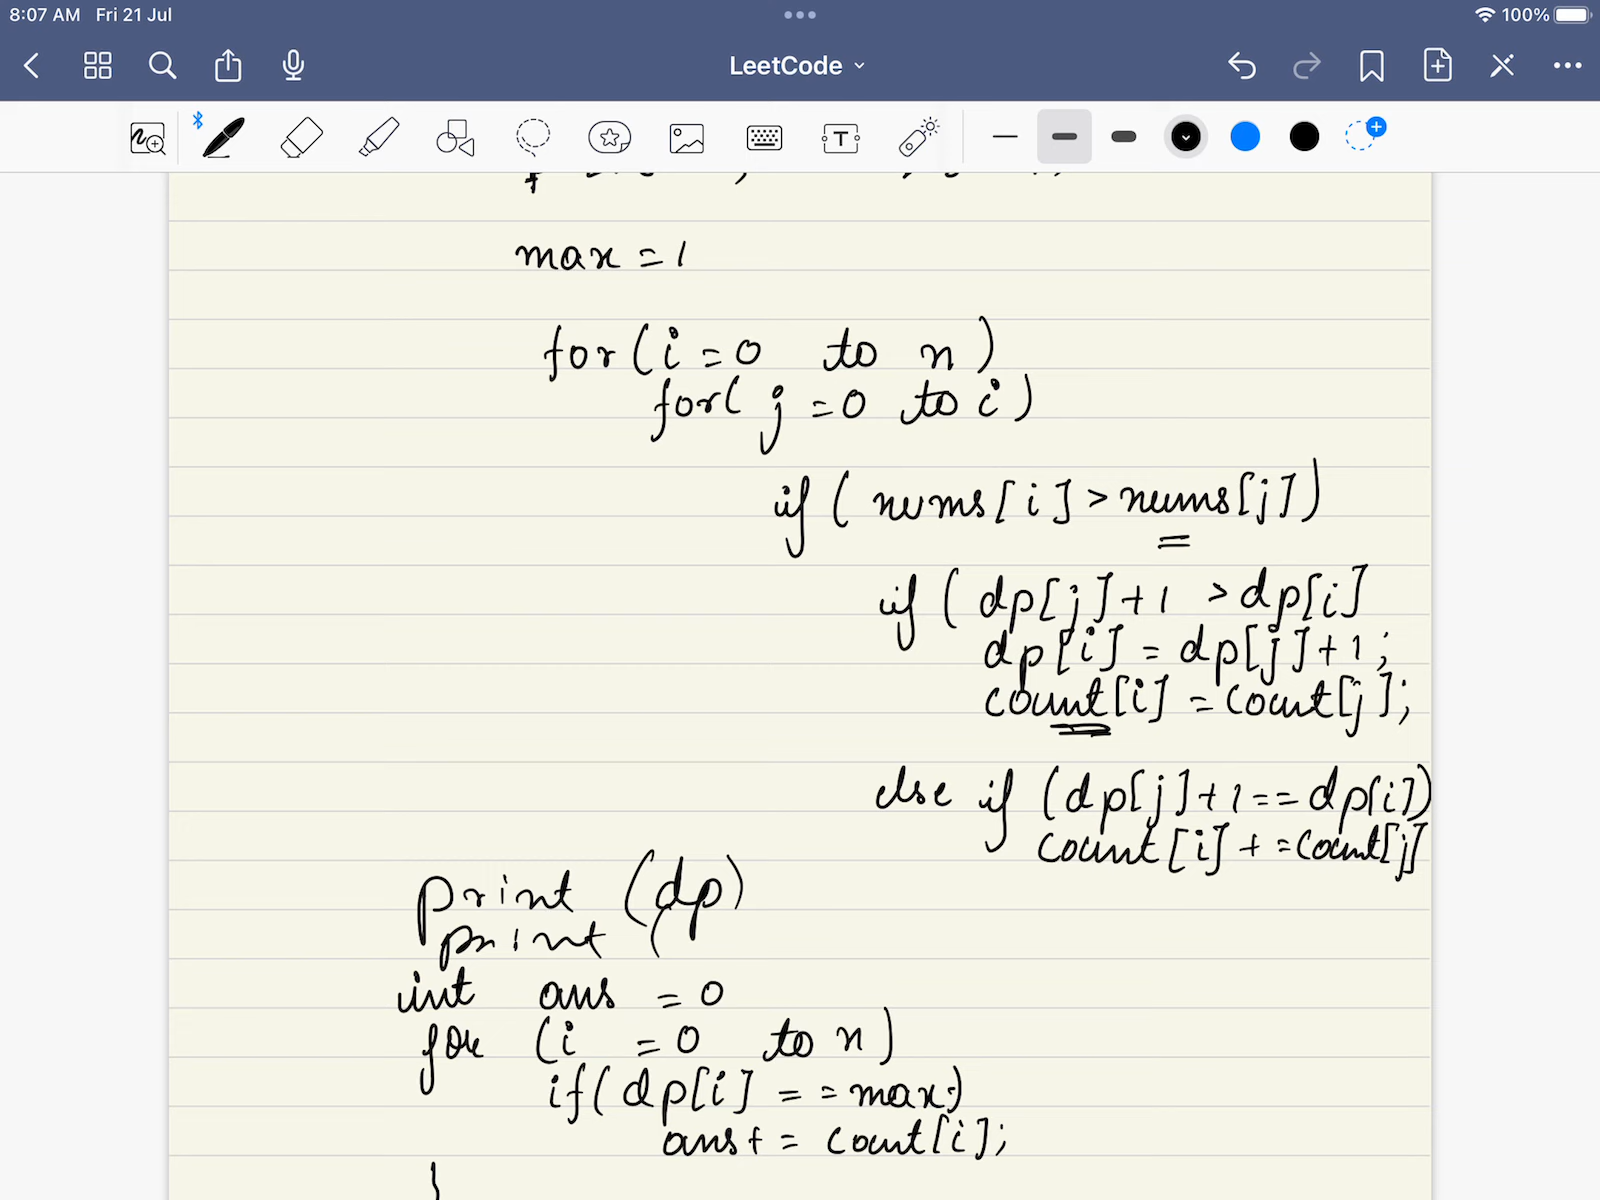 8:07 AM Fri 21 Jul
100%
LeetCode
T
max = 1
for(i = 0 to n)
for( j = 0 to i)
if ( nums[i] > nums[j])
if ( dp[j]+1 > dp[i]
dp[i] = dp[j]+1;
count[i] = count[j];
else if (dp[j]+1 == dp[i])
count[i] + = count[j]
print (dp)
print (
int ans = 0
for (i = 0 to n)
if( dp[i] = = max)
ans + = count[i];
}